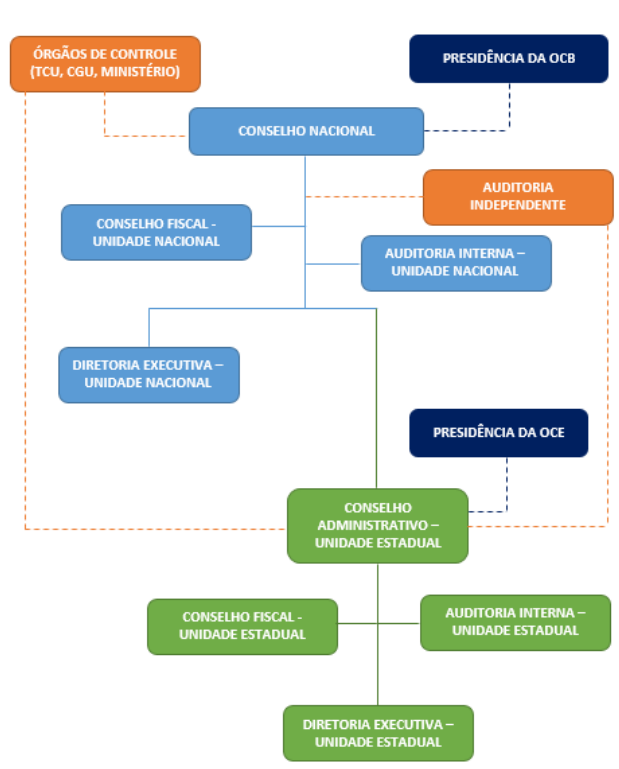 ÓRGÃOS DE CONTROLE
(TCU, CGU, MINISTÉRIO)
PRESIDÊNCIA DA OCB
CONSELHO NACIONAL
AUDITORIA
INDEPENDENTE
CONSELHO FISCAL -
UNIDADE NACIONAL
AUDITORIA INTERNA –
UNIDADE NACIONAL
DIRETORIA EXECUTIVA –
UNIDADE NACIONAL
PRESIDÊNCIA DA OCE
CONSELHO
ADMINISTRATIVO –
UNIDADE ESTADUAL
CONSELHO FISCAL -
UNIDADE ESTADUAL
AUDITORIA INTERNA –
UNIDADE ESTADUAL
DIRETORIA EXECUTIVA –
UNIDADE ESTADUAL